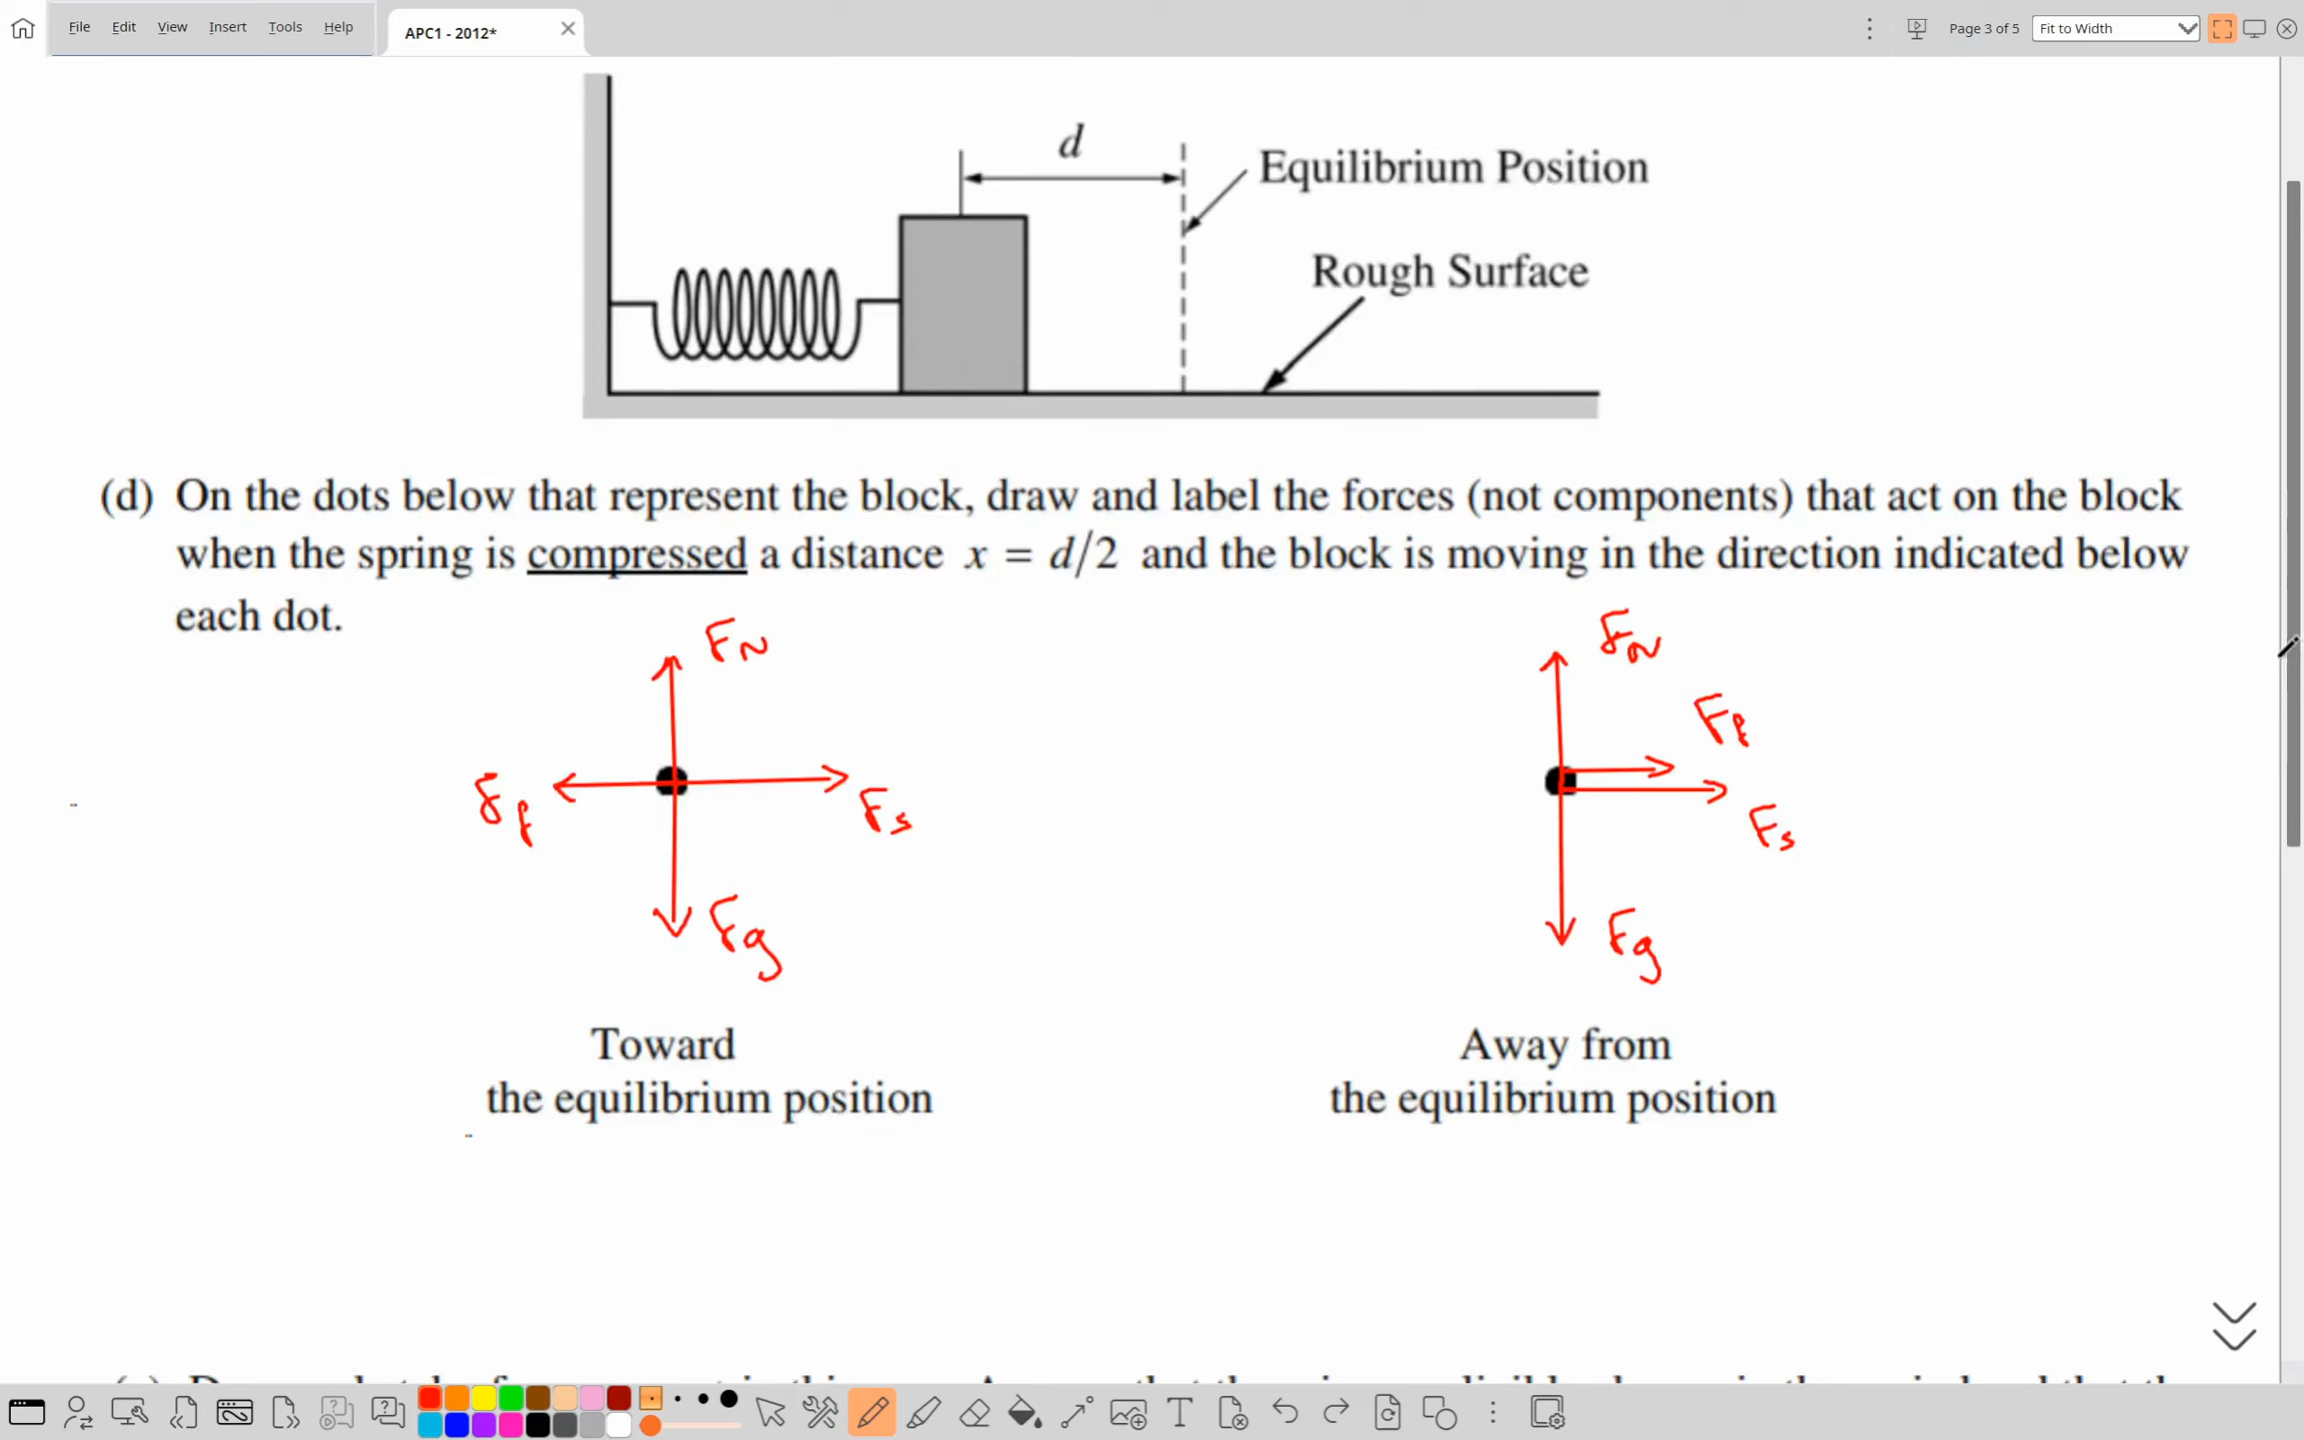 File Edit View Insert Tools Help
APC1 - 2012*
Page 3 of 5
Fit to Width
d
Equilibrium Position
Rough Surface
(d) On the dots below that represent the block, draw and label the forces (not components) that act on the block
when the spring is compressed a distance x = d/2 and the block is moving in the direction indicated below
each dot.
FN
Ff
Fs
Fg
FN
Ff
Fs
Fg
Toward
the equilibrium position
Away from
the equilibrium position